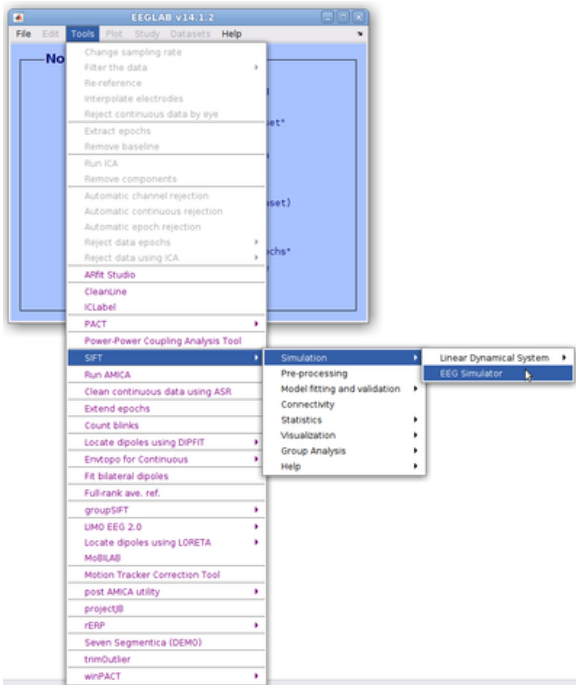 EEGLAB v14.1.2
File Edit Tools Plot Study Datasets Help
No
Change sampling rate
Filter the data
Re-reference
Interpolate electrodes
Reject continuous data by eye
et"
Extract epochs
Remove baseline
Run ICA
Remove components
Automatic channel rejection
set)
Automatic continuous rejection
Automatic epoch rejection
Reject data epochs
chs"
Reject data using ICA
ARfit Studio
CleanLine
ICLabel
PACT
Power-Power Coupling Analysis Tool
SIFT
Simulation
Linear Dynamical System
Run AMICA
Pre-processing
EEG Simulator
Clean continuous data using ASR
Model fitting and validation
Extend epochs
Connectivity
Count blinks
Statistics
Locate dipoles using DIPFIT
Visualization
Envtopo for Continuous
Group Analysis
Fit bilateral dipoles
Help
Full-rank ave. ref.
groupSIFT
LIMO EEG 2.0
Locate dipoles using LORETA
MoBILAB
Motion Tracker Correction Tool
post AMICA utility
projectJB
rERP
Seven Segmentica (DEMO)
trimOutlier
winPACT